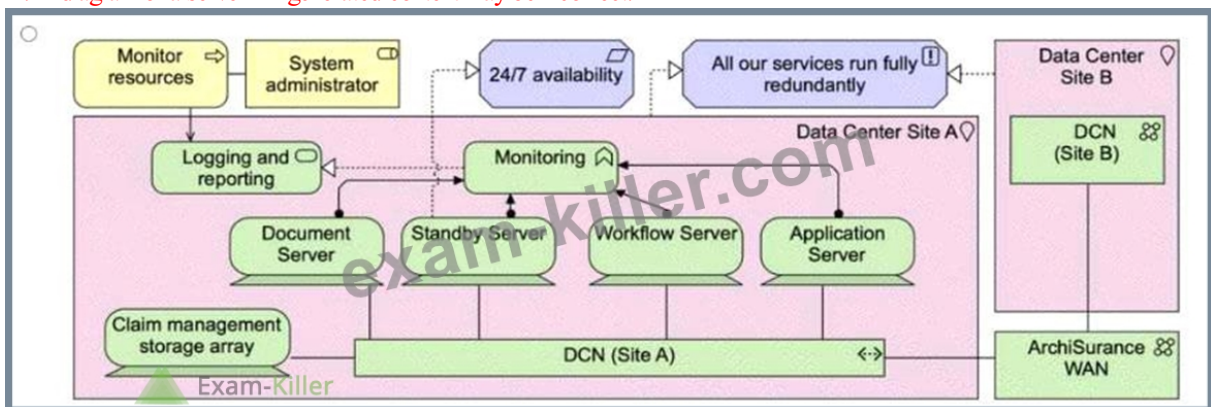 Monitor
resources
System
administrator
24/7 availability
All our services run fully
redundantly
Data Center
Site B
Data Center Site A
Logging and
reporting
Monitoring
DCN
(Site B)
Document
Server
Standby Server
Workflow Server
Application
Server
exam-killer.com
Claim management
storage array
DCN (Site A)
ArchiSurance
WAN
Exam-Killer